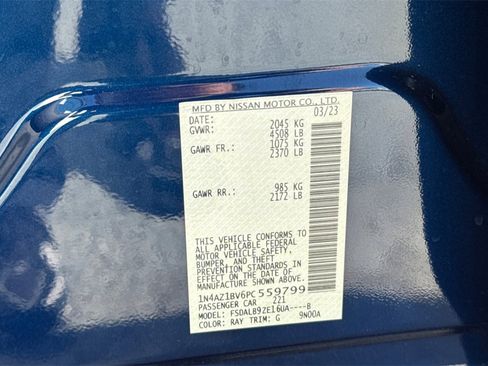 MFD BY NISSAN MOTOR CO., LTD.
DATE: 03/23
GVWR: 2045 KG
4508 LB
GAWR FR.: 1075 KG
2370 LB
GAWR RR.: 985 KG
2172 LB
THIS VEHICLE CONFORMS TO
ALL APPLICABLE FEDERAL
MOTOR VEHICLE SAFETY,
BUMPER, AND THEFT
PREVENTION STANDARDS IN
EFFECT ON THE DATE OF
MANUFACTURE SHOWN ABOVE.
1N4AZ1BV6PC559799
PASSENGER CAR 221
MODEL: FSDALB9ZE16UA----B
COLOR: RAY TRIM: G 9N00A